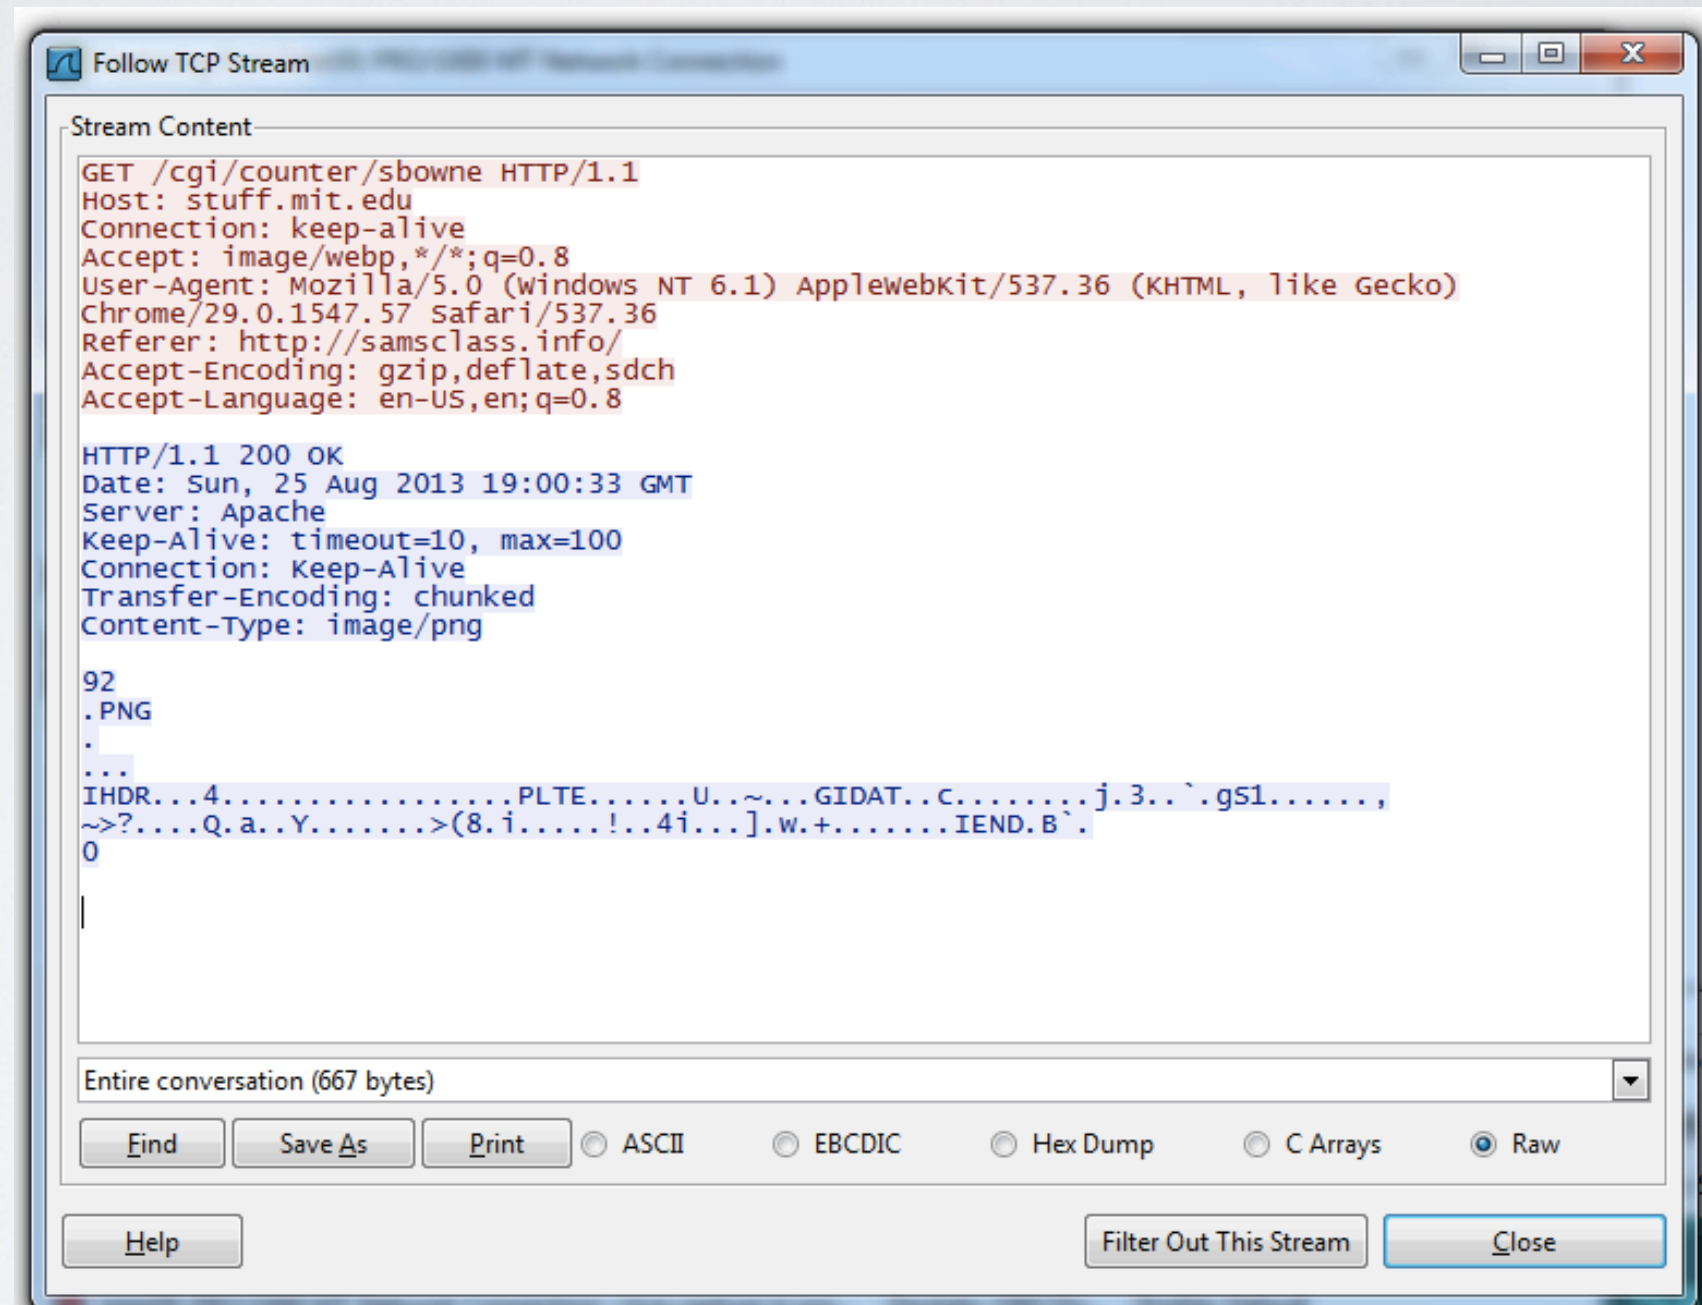 Follow TCP Stream
Stream Content
GET /cgi/counter/sbowne HTTP/1.1
Host: stuff.mit.edu
Connection: keep-alive
Accept: image/webp,*/*;q=0.8
User-Agent: Mozilla/5.0 (Windows NT 6.1) AppleWebKit/537.36 (KHTML, like Gecko)
Chrome/29.0.1547.57 Safari/537.36
Referer: http://samsclass.info/
Accept-Encoding: gzip,deflate,sdch
Accept-Language: en-US,en;q=0.8
HTTP/1.1 200 OK
Date: Sun, 25 Aug 2013 19:00:33 GMT
Server: Apache
Keep-Alive: timeout=10, max=100
Connection: Keep-Alive
Transfer-Encoding: chunked
Content-Type: image/png
92
.PNG
.
...
IHDR...4.................PLTE......U..~...GIDAT..c........j.3..`.gS1......,
~>?....Q.a..Y.......>(8.i.....!..4i...].w.+.......IEND.B`.
0
Entire conversation (667 bytes)
Find Save As Print ASCII EBCDIC Hex Dump C Arrays Raw
Help Filter Out This Stream Close